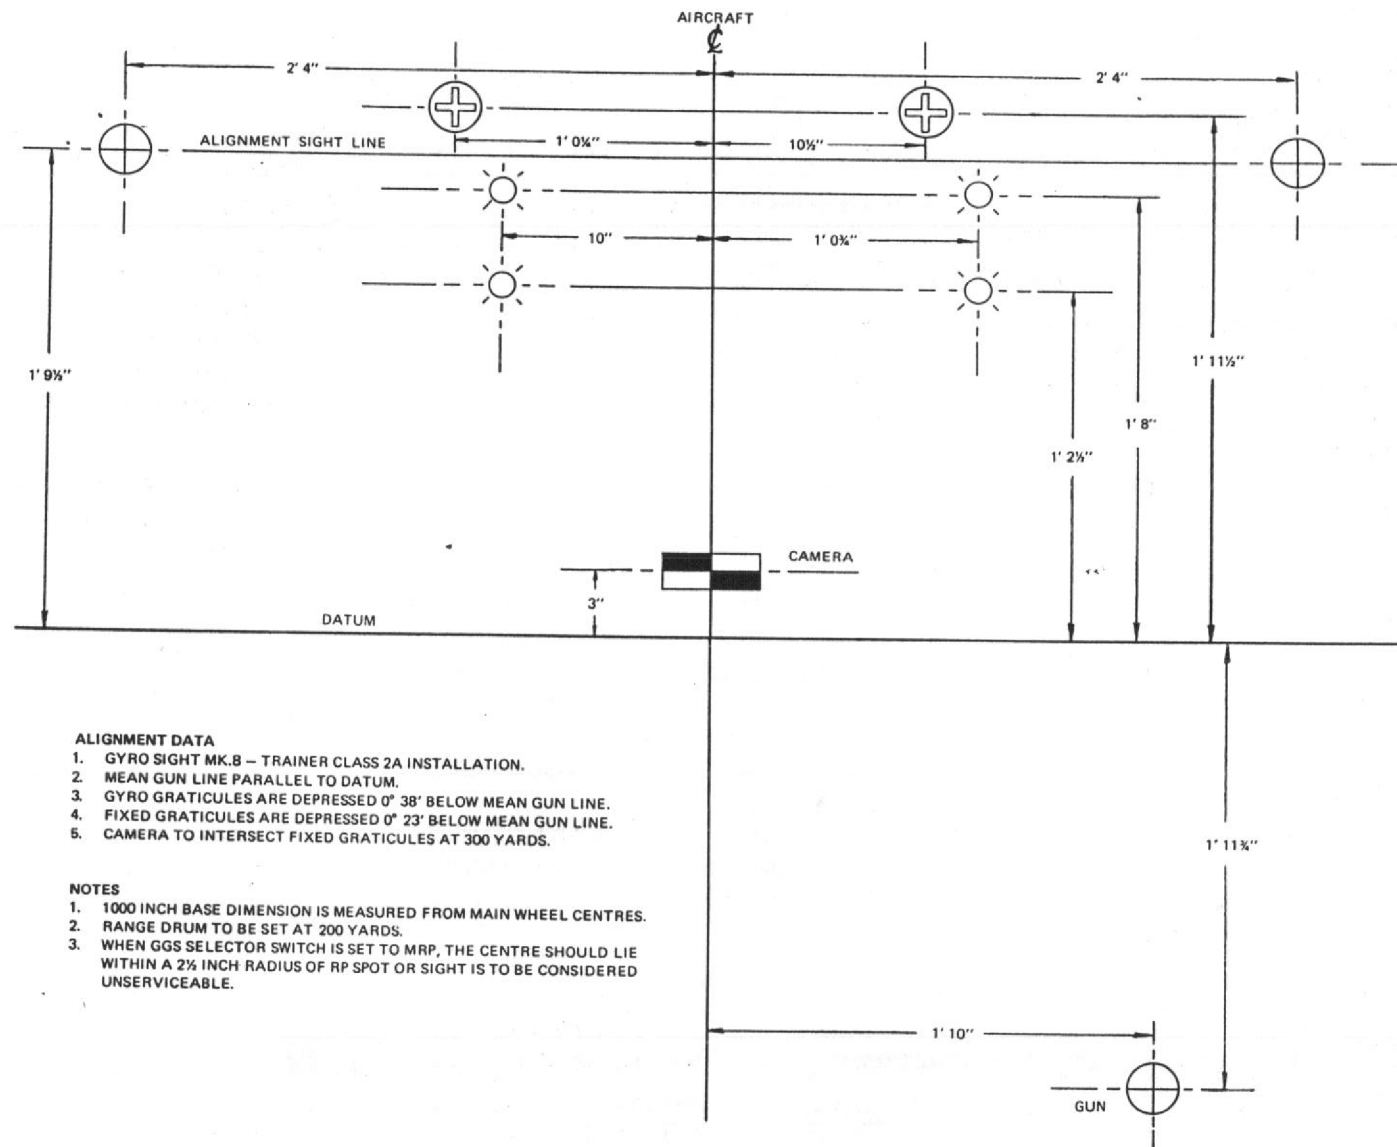 AIRCRAFT
℄
2' 4"
2' 4"
ALIGNMENT SIGHT LINE
1' 0¼"
10½"
10"
1' 0¾"
1' 11½"
1' 9½"
1' 8"
1' 2½"
CAMERA
3"
DATUM
ALIGNMENT DATA
1. GYRO SIGHT MK.8 – TRAINER CLASS 2A INSTALLATION.
2. MEAN GUN LINE PARALLEL TO DATUM.
3. GYRO GRATICULES ARE DEPRESSED 0° 38' BELOW MEAN GUN LINE.
4. FIXED GRATICULES ARE DEPRESSED 0° 23' BELOW MEAN GUN LINE.
5. CAMERA TO INTERSECT FIXED GRATICULES AT 300 YARDS.
1' 11¾"
NOTES
1. 1000 INCH BASE DIMENSION IS MEASURED FROM MAIN WHEEL CENTRES.
2. RANGE DRUM TO BE SET AT 200 YARDS.
3. WHEN GGS SELECTOR SWITCH IS SET TO MRP, THE CENTRE SHOULD LIE
WITHIN A 2½ INCH RADIUS OF RP SPOT OR SIGHT IS TO BE CONSIDERED
UNSERVICEABLE.
1' 10"
GUN